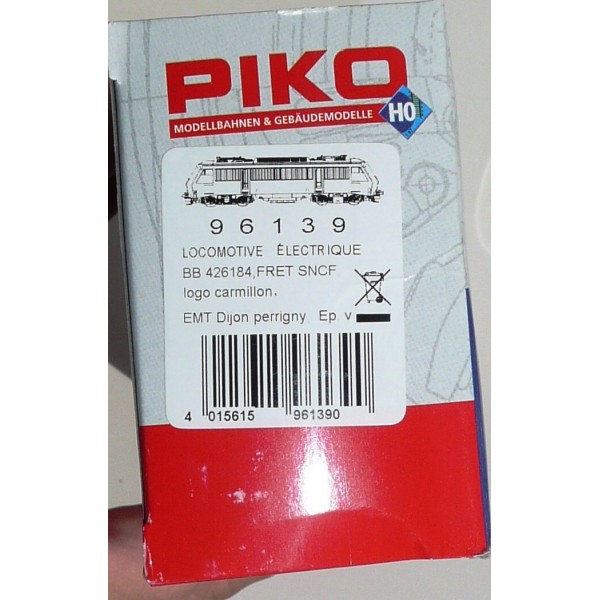 PIKO
MODELLBAHNEN & GEBÄUDEMODELLE
HO
96139
LOCOMOTIVE ÉLECTRIQUE
BB 426184,FRET SNCF
logo carmillon.
EMT Dijon perrigny Ep v
4 015615 961390